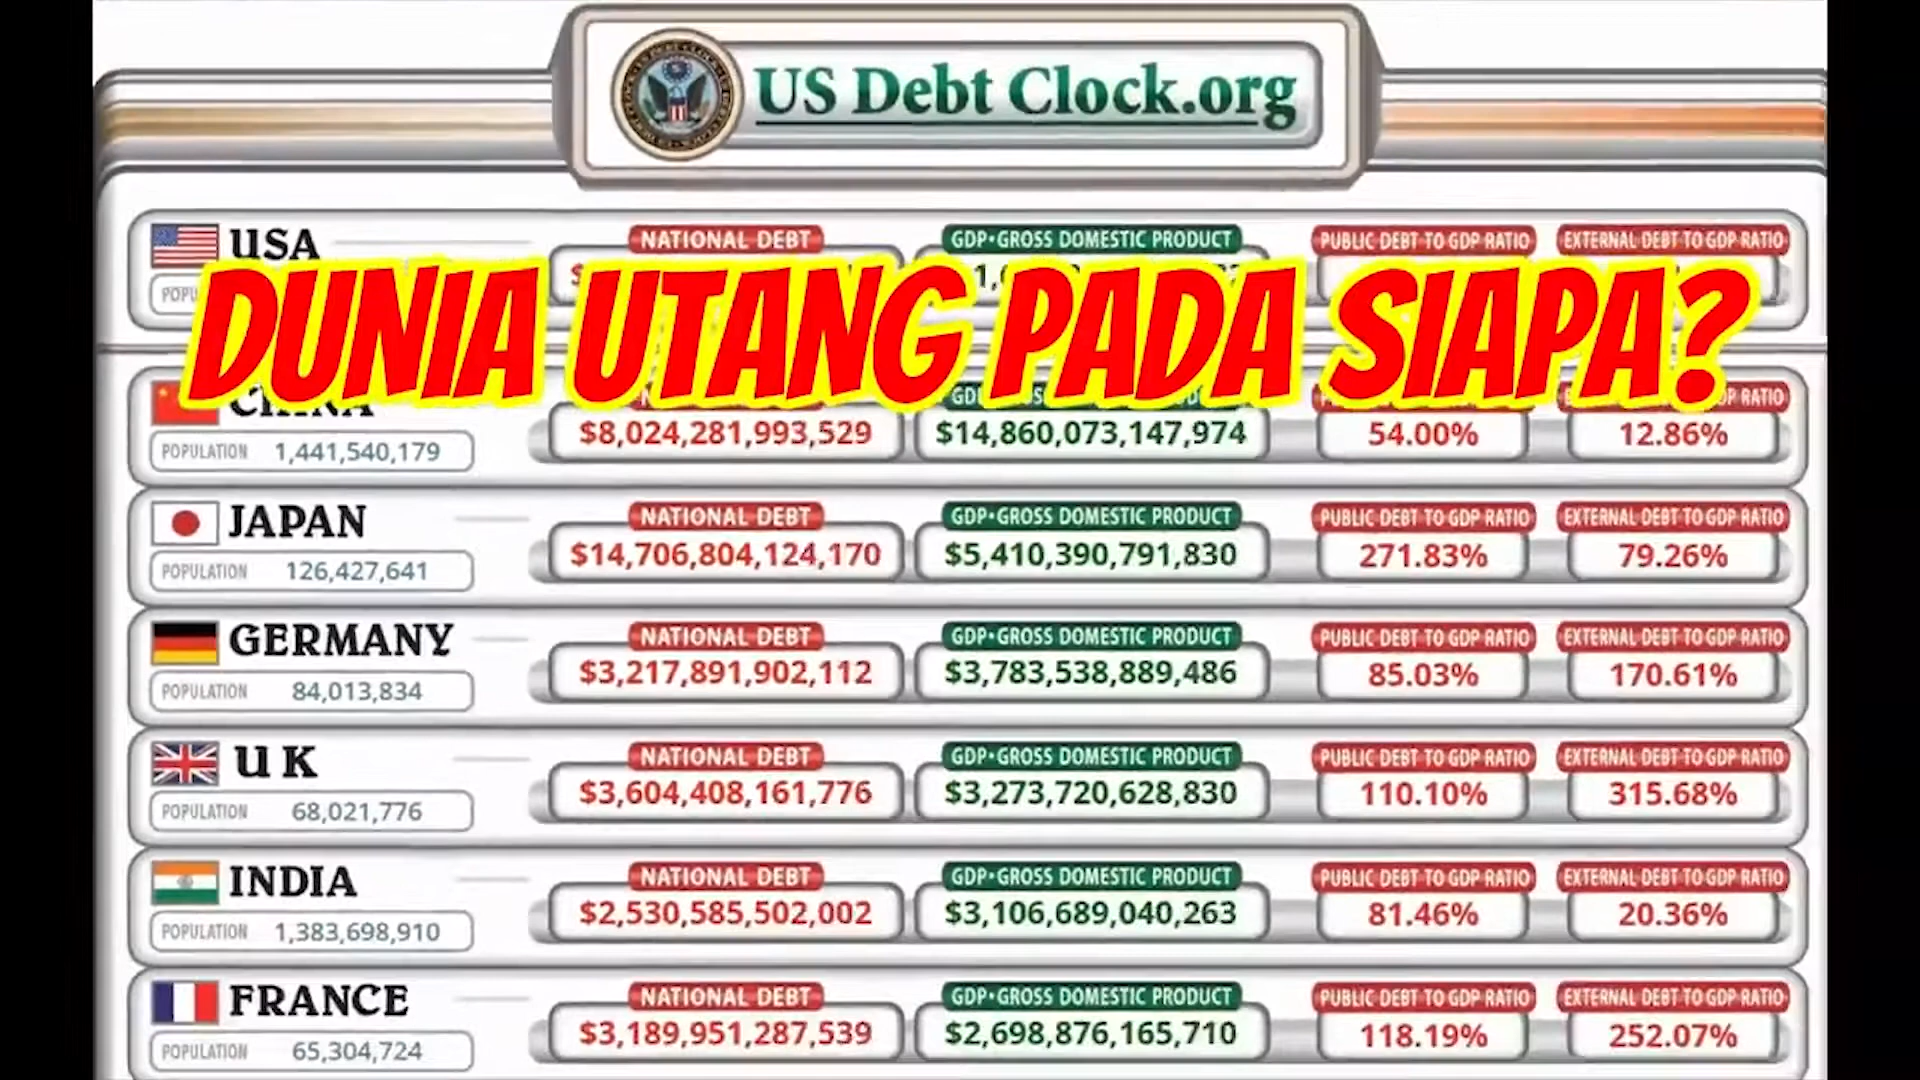 US Debt Clock.org
USA
NATIONAL DEBT
GDP•GROSS DOMESTIC PRODUCT
PUBLIC DEBT TO GDP RATIO
EXTERNAL DEBT TO GDP RATIO
DUNIA UTANG PADA SIAPA?
CHINA
POPULATION 1,441,540,179
$8,024,281,993,529
$14,860,073,147,974
54.00%
12.86%
JAPAN
POPULATION 126,427,641
NATIONAL DEBT
$14,706,804,124,170
GDP•GROSS DOMESTIC PRODUCT
$5,410,390,791,830
PUBLIC DEBT TO GDP RATIO
271.83%
EXTERNAL DEBT TO GDP RATIO
79.26%
GERMANY
POPULATION 84,013,834
NATIONAL DEBT
$3,217,891,902,112
GDP•GROSS DOMESTIC PRODUCT
$3,783,538,889,486
PUBLIC DEBT TO GDP RATIO
85.03%
EXTERNAL DEBT TO GDP RATIO
170.61%
UK
POPULATION 68,021,776
NATIONAL DEBT
$3,604,408,161,776
GDP•GROSS DOMESTIC PRODUCT
$3,273,720,628,830
PUBLIC DEBT TO GDP RATIO
110.10%
EXTERNAL DEBT TO GDP RATIO
315.68%
INDIA
POPULATION 1,383,698,910
NATIONAL DEBT
$2,530,585,502,002
GDP•GROSS DOMESTIC PRODUCT
$3,106,689,040,263
PUBLIC DEBT TO GDP RATIO
81.46%
EXTERNAL DEBT TO GDP RATIO
20.36%
FRANCE
POPULATION 65,304,724
NATIONAL DEBT
$3,189,951,287,539
GDP•GROSS DOMESTIC PRODUCT
$2,698,876,165,710
PUBLIC DEBT TO GDP RATIO
118.19%
EXTERNAL DEBT TO GDP RATIO
252.07%